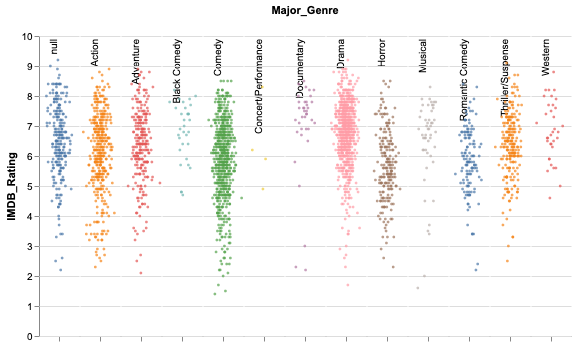 Major_Genre
null
Action
Adventure
Black Comedy
Comedy
Concert/Performance
Documentary
Drama
Horror
Musical
Romantic Comedy
Thriller/Suspense
Western
IMDB_Rating
10
9
8
7
6
5
4
3
2
1
0